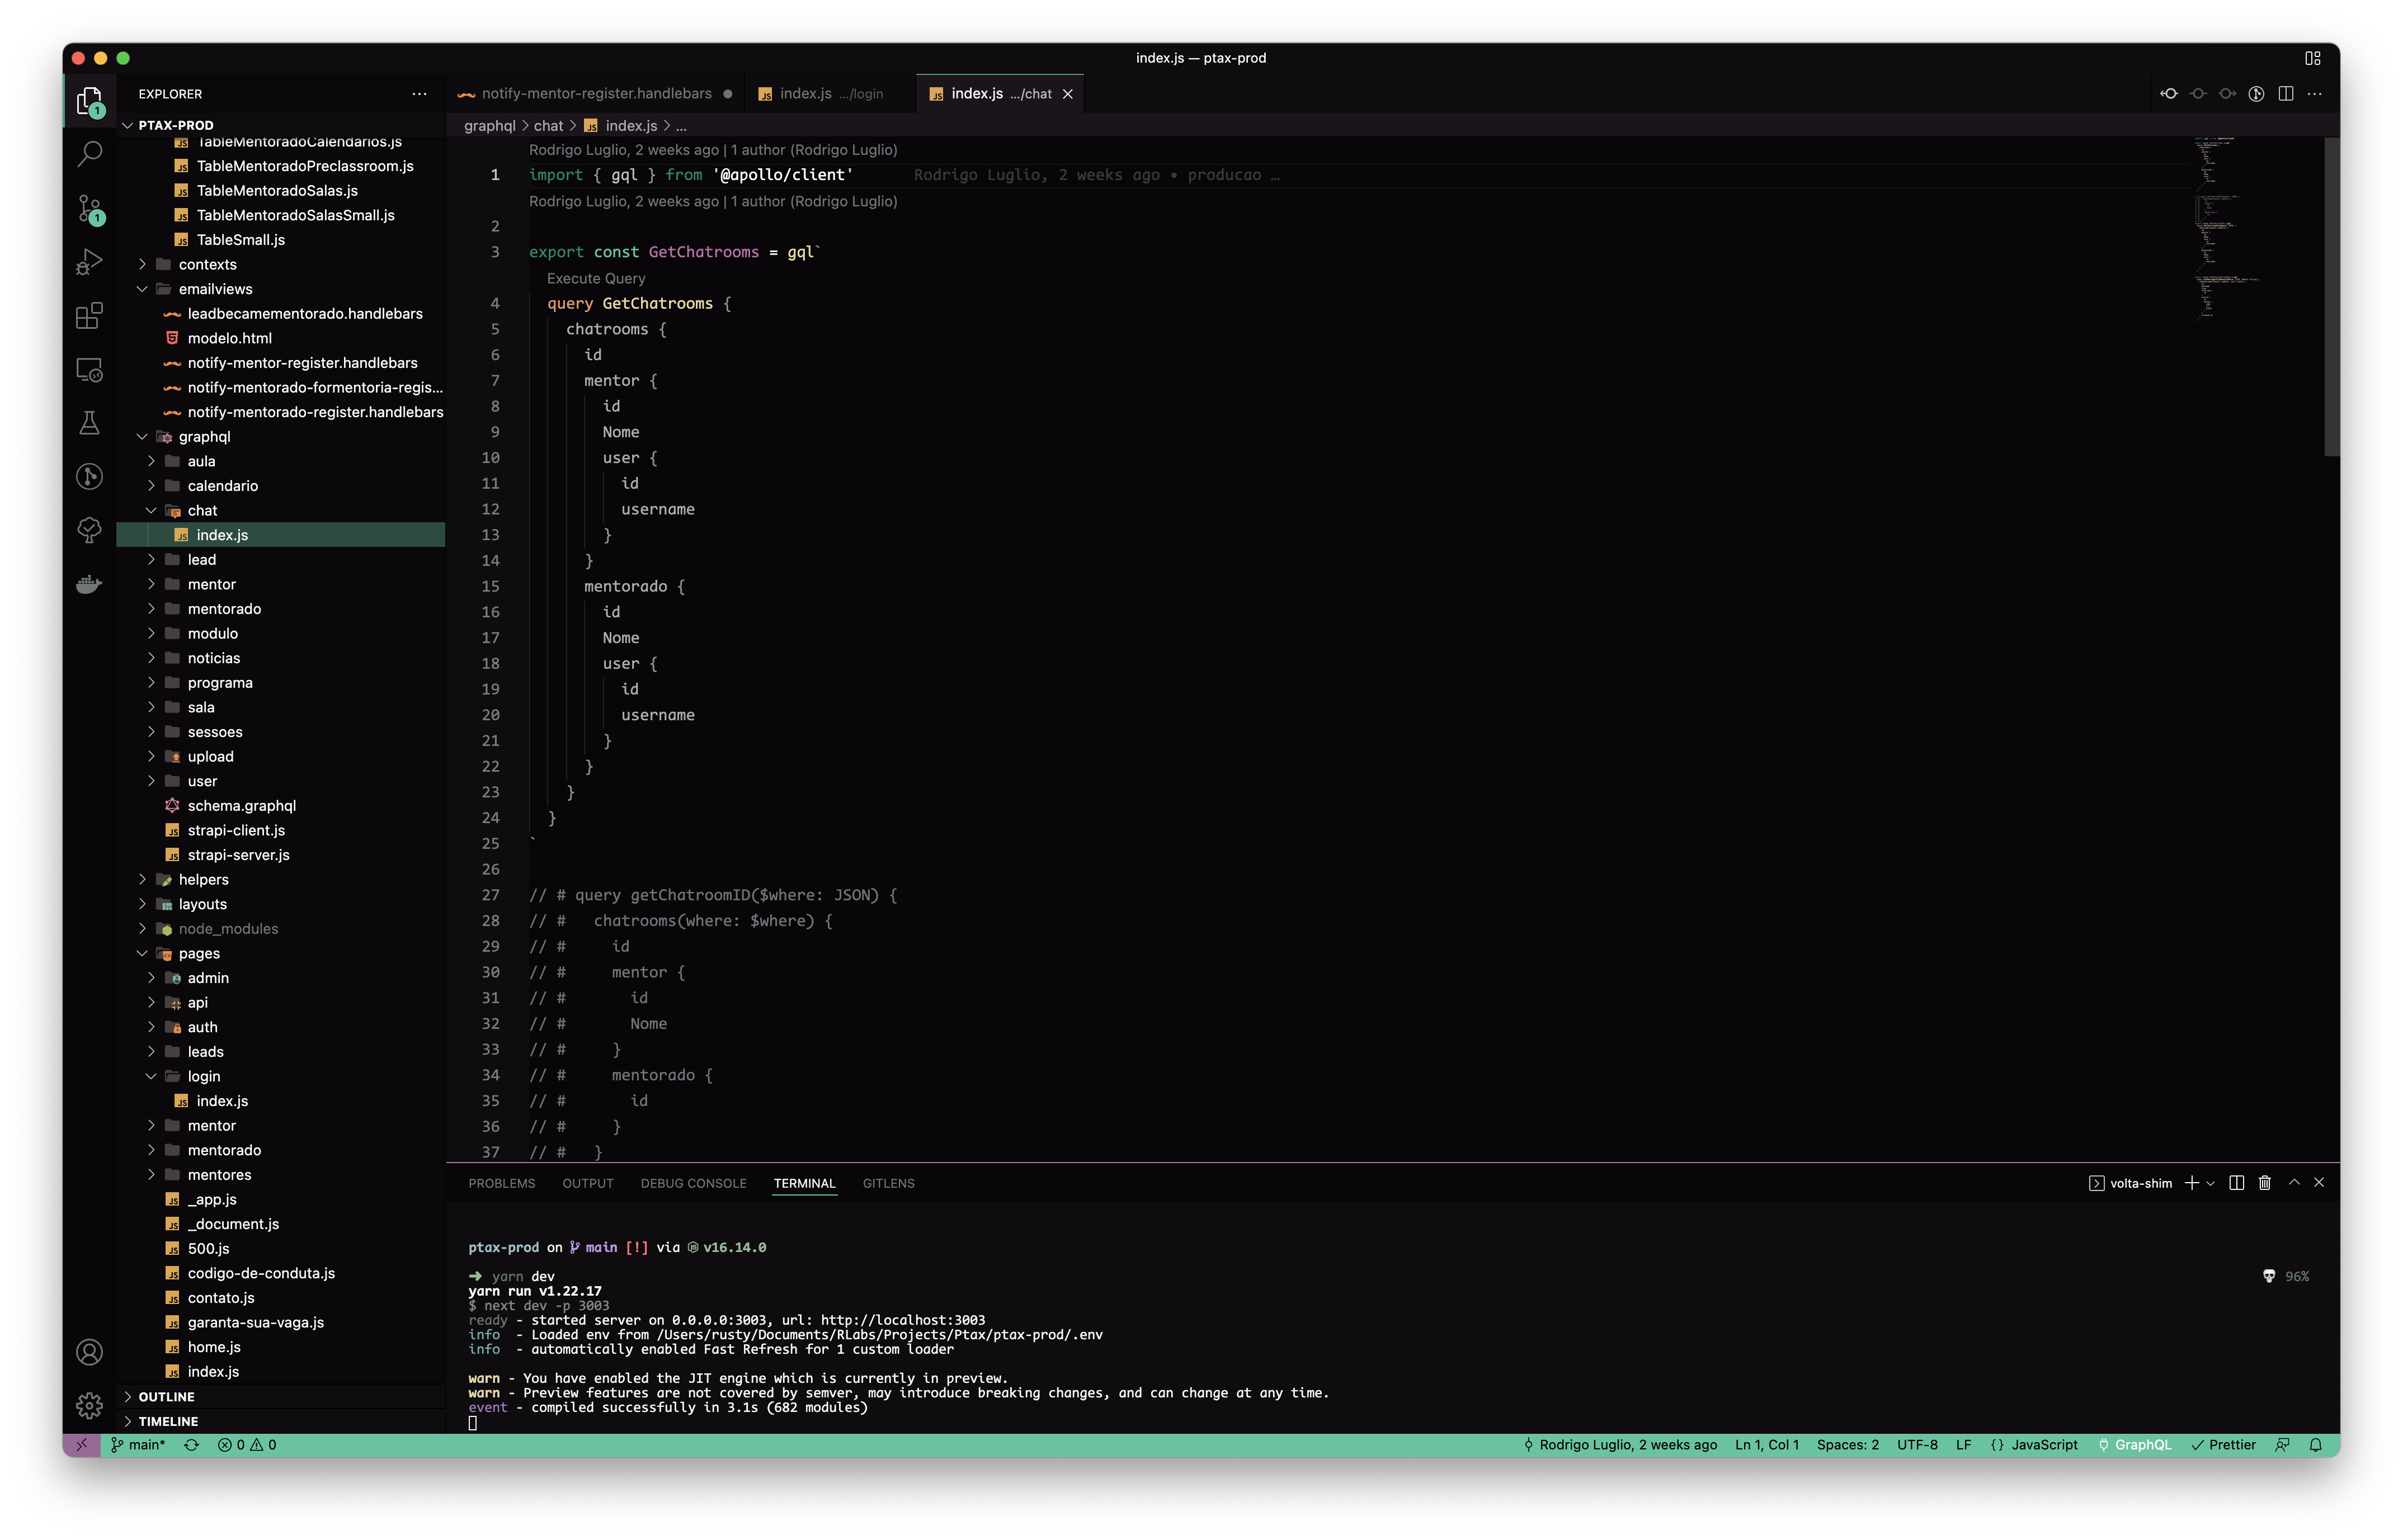 index.js — ptax-prod
EXPLORER
notify-mentor-register.handlebars
index.js .../login
index.js .../chat
1
PTAX-PROD
graphql > chat > index.js > ...
TableMentoradoCalendarios.js
TableMentoradoPreclassroom.js
TableMentoradoSalas.js
TableMentoradoSalasSmall.js
TableSmall.js
contexts
emailviews
leadbecamementorado.handlebars
modelo.html
notify-mentor-register.handlebars
notify-mentorado-formentoria-regis...
notify-mentorado-register.handlebars
graphql
aula
calendario
chat
index.js
lead
mentor
mentorado
modulo
noticias
programa
sala
sessoes
upload
user
schema.graphql
strapi-client.js
strapi-server.js
helpers
layouts
node_modules
pages
admin
api
auth
leads
login
index.js
mentor
mentorado
mentores
_app.js
_document.js
500.js
codigo-de-conduta.js
contato.js
garanta-sua-vaga.js
home.js
index.js
OUTLINE
TIMELINE
1
Rodrigo Luglio, 2 weeks ago | 1 author (Rodrigo Luglio)
1 import { gql } from '@apollo/client' Rodrigo Luglio, 2 weeks ago • producao …
Rodrigo Luglio, 2 weeks ago | 1 author (Rodrigo Luglio)
2
3 export const GetChatrooms = gql`
Execute Query
4 query GetChatrooms {
5 chatrooms {
6 id
7 mentor {
8 id
9 Nome
10 user {
11 id
12 username
13 }
14 }
15 mentorado {
16 id
17 Nome
18 user {
19 id
20 username
21 }
22 }
23 }
24 }
25 `
26
27 // # query getChatroomID($where: JSON) {
28 // # chatrooms(where: $where) {
29 // # id
30 // # mentor {
31 // # id
32 // # Nome
33 // # }
34 // # mentorado {
35 // # id
36 // # }
37 // # }
PROBLEMS OUTPUT DEBUG CONSOLE TERMINAL GITLENS
volta-shim
ptax-prod on main [!] via v16.14.0
➜ yarn dev
96%
yarn run v1.22.17
$ next dev -p 3003
ready - started server on 0.0.0.0:3003, url: http://localhost:3003
info - Loaded env from /Users/rusty/Documents/RLabs/Projects/Ptax/ptax-prod/.env
info - automatically enabled Fast Refresh for 1 custom loader
warn - You have enabled the JIT engine which is currently in preview.
warn - Preview features are not covered by semver, may introduce breaking changes, and can change at any time.
event - compiled successfully in 3.1s (682 modules)
main* 0 0 Rodrigo Luglio, 2 weeks ago Ln 1, Col 1 Spaces: 2 UTF-8 LF {} JavaScript GraphQL Prettier